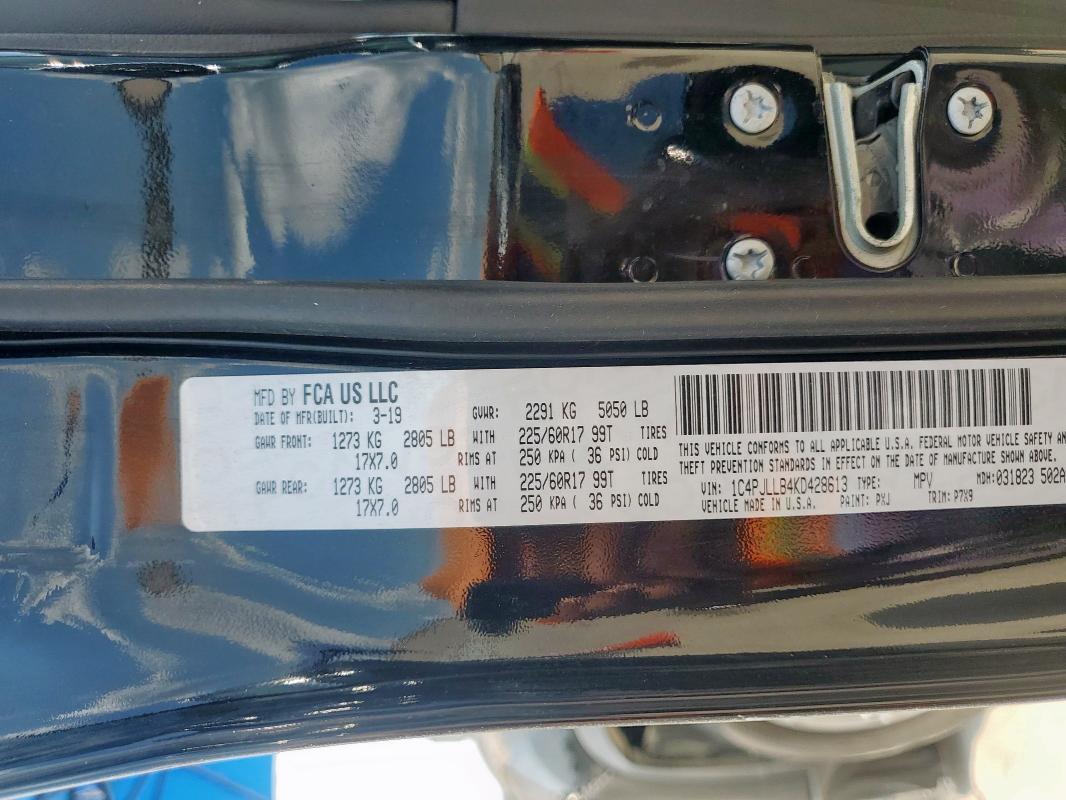 MFD BY FCA US LLC
DATE OF MFR(BUILT): 3-19 GVWR: 2291 KG 5050 LB
GAWR FRONT: 1273 KG 2805 LB WITH 225/60R17 99T TIRES
17X7.0 RIMS AT 250 KPA ( 36 PSI) COLD
GAWR REAR: 1273 KG 2805 LB WITH 225/60R17 99T TIRES
17X7.0 RIMS AT 250 KPA ( 36 PSI) COLD
THIS VEHICLE CONFORMS TO ALL APPLICABLE U.S.A. FEDERAL MOTOR VEHICLE SAFETY AN
THEFT PREVENTION STANDARDS IN EFFECT ON THE DATE OF MANUFACTURE SHOWN ABOVE.
VIN: 1C4PJLLB4KD428613 TYPE: MPV MDH:031823 502A
VEHICLE MADE IN U.S.A. PAINT: PXJ TRIM: P7X9